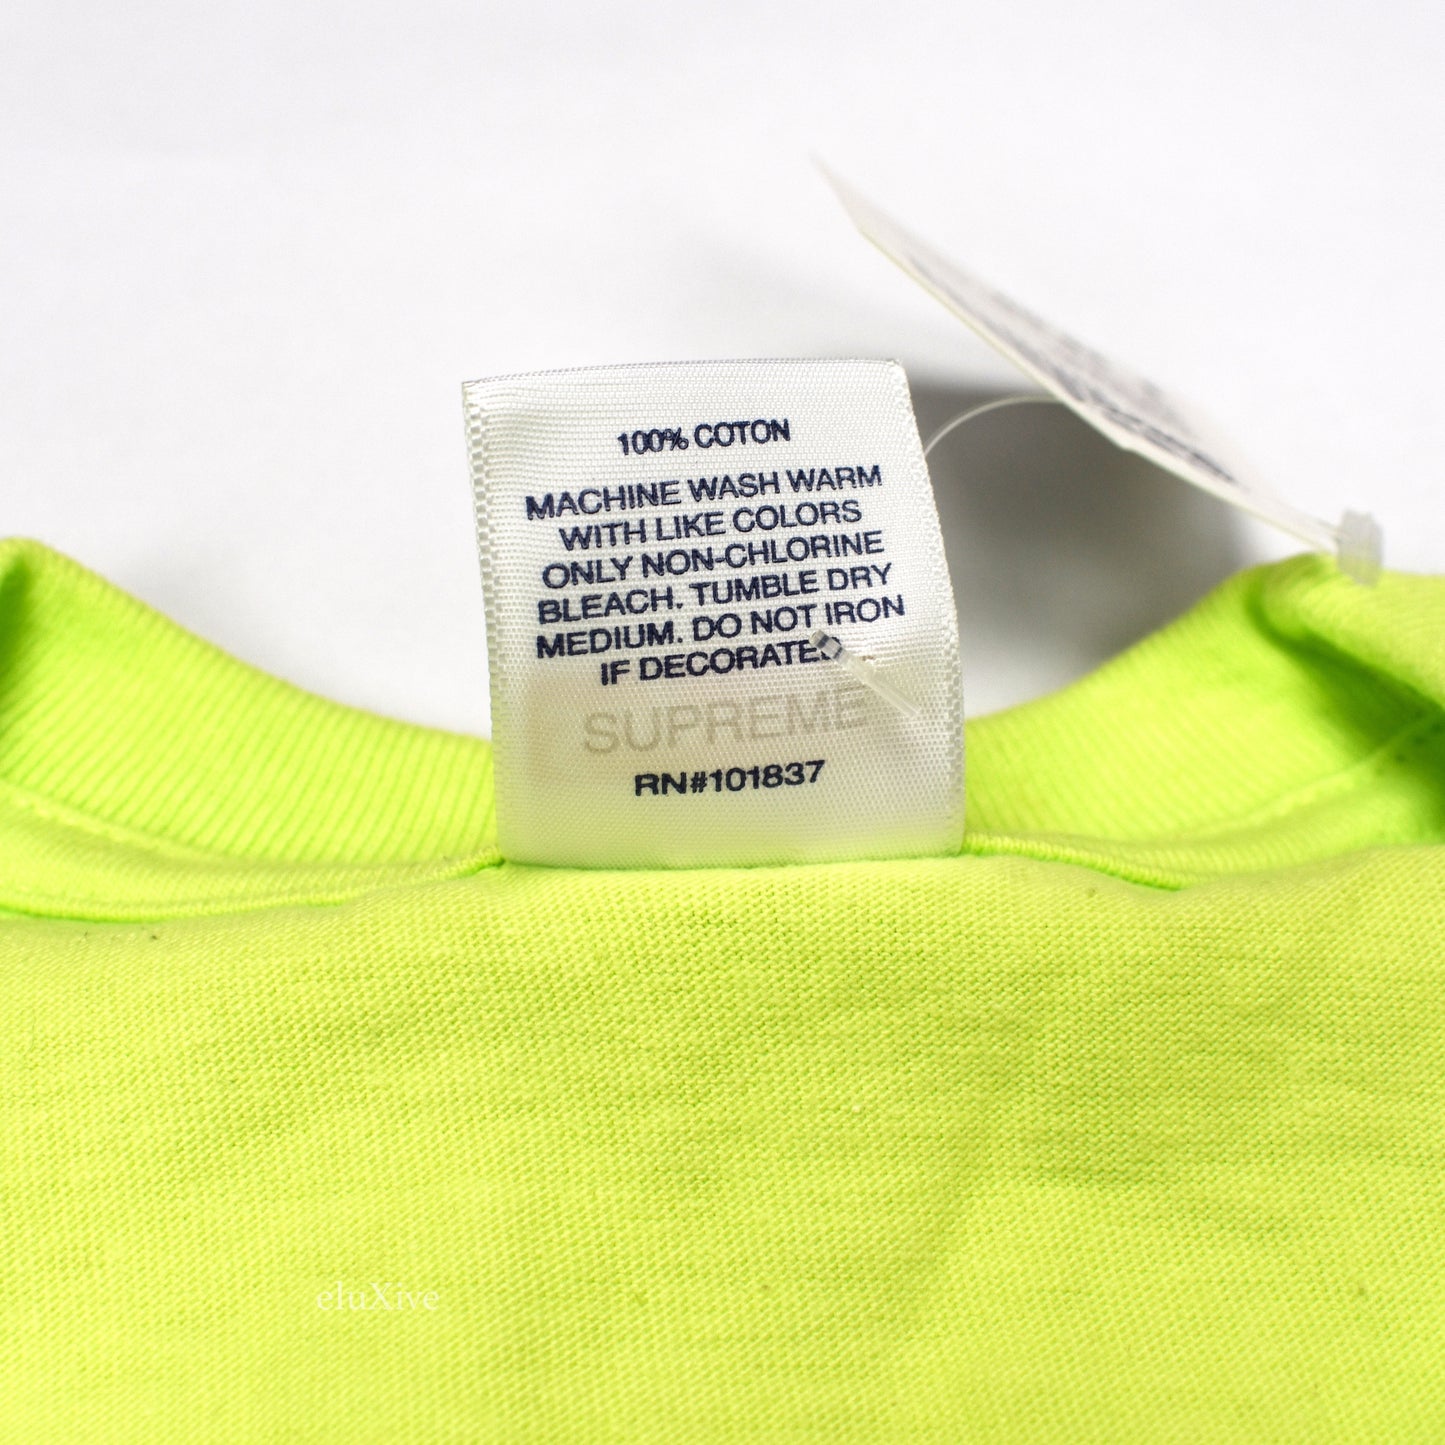 100% COTON
MACHINE WASH WARM
WITH LIKE COLORS
ONLY NON-CHLORINE
BLEACH. TUMBLE DRY
MEDIUM. DO NOT IRON
IF DECORATED
SUPREME
RN#101837
eluXive